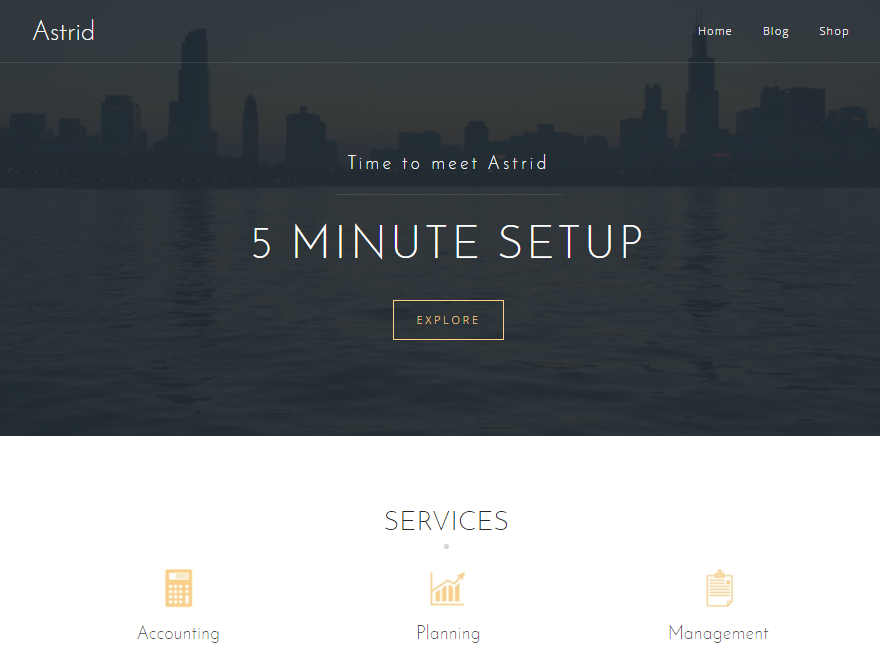 Astrid
Home Blog Shop
Time to meet Astrid
5 MINUTE SETUP
EXPLORE
SERVICES
Accounting Planning Management